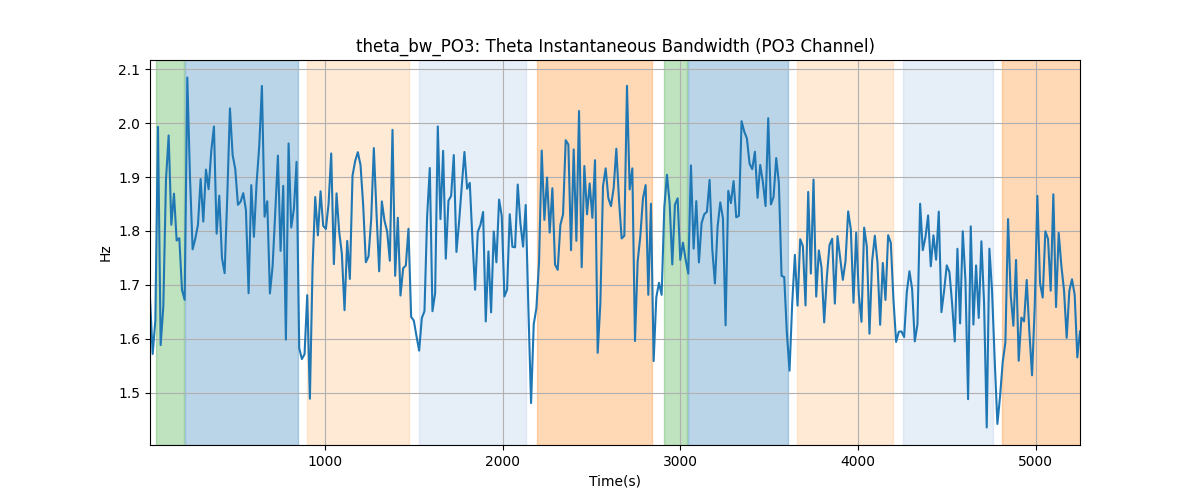 theta_bw_PO3: Theta Instantaneous Bandwidth (PO3 Channel)
2.1
2.0
1.9
1.8
1.7
1.6
1.5
Hz
1000 2000 3000 4000 5000
Time(s)